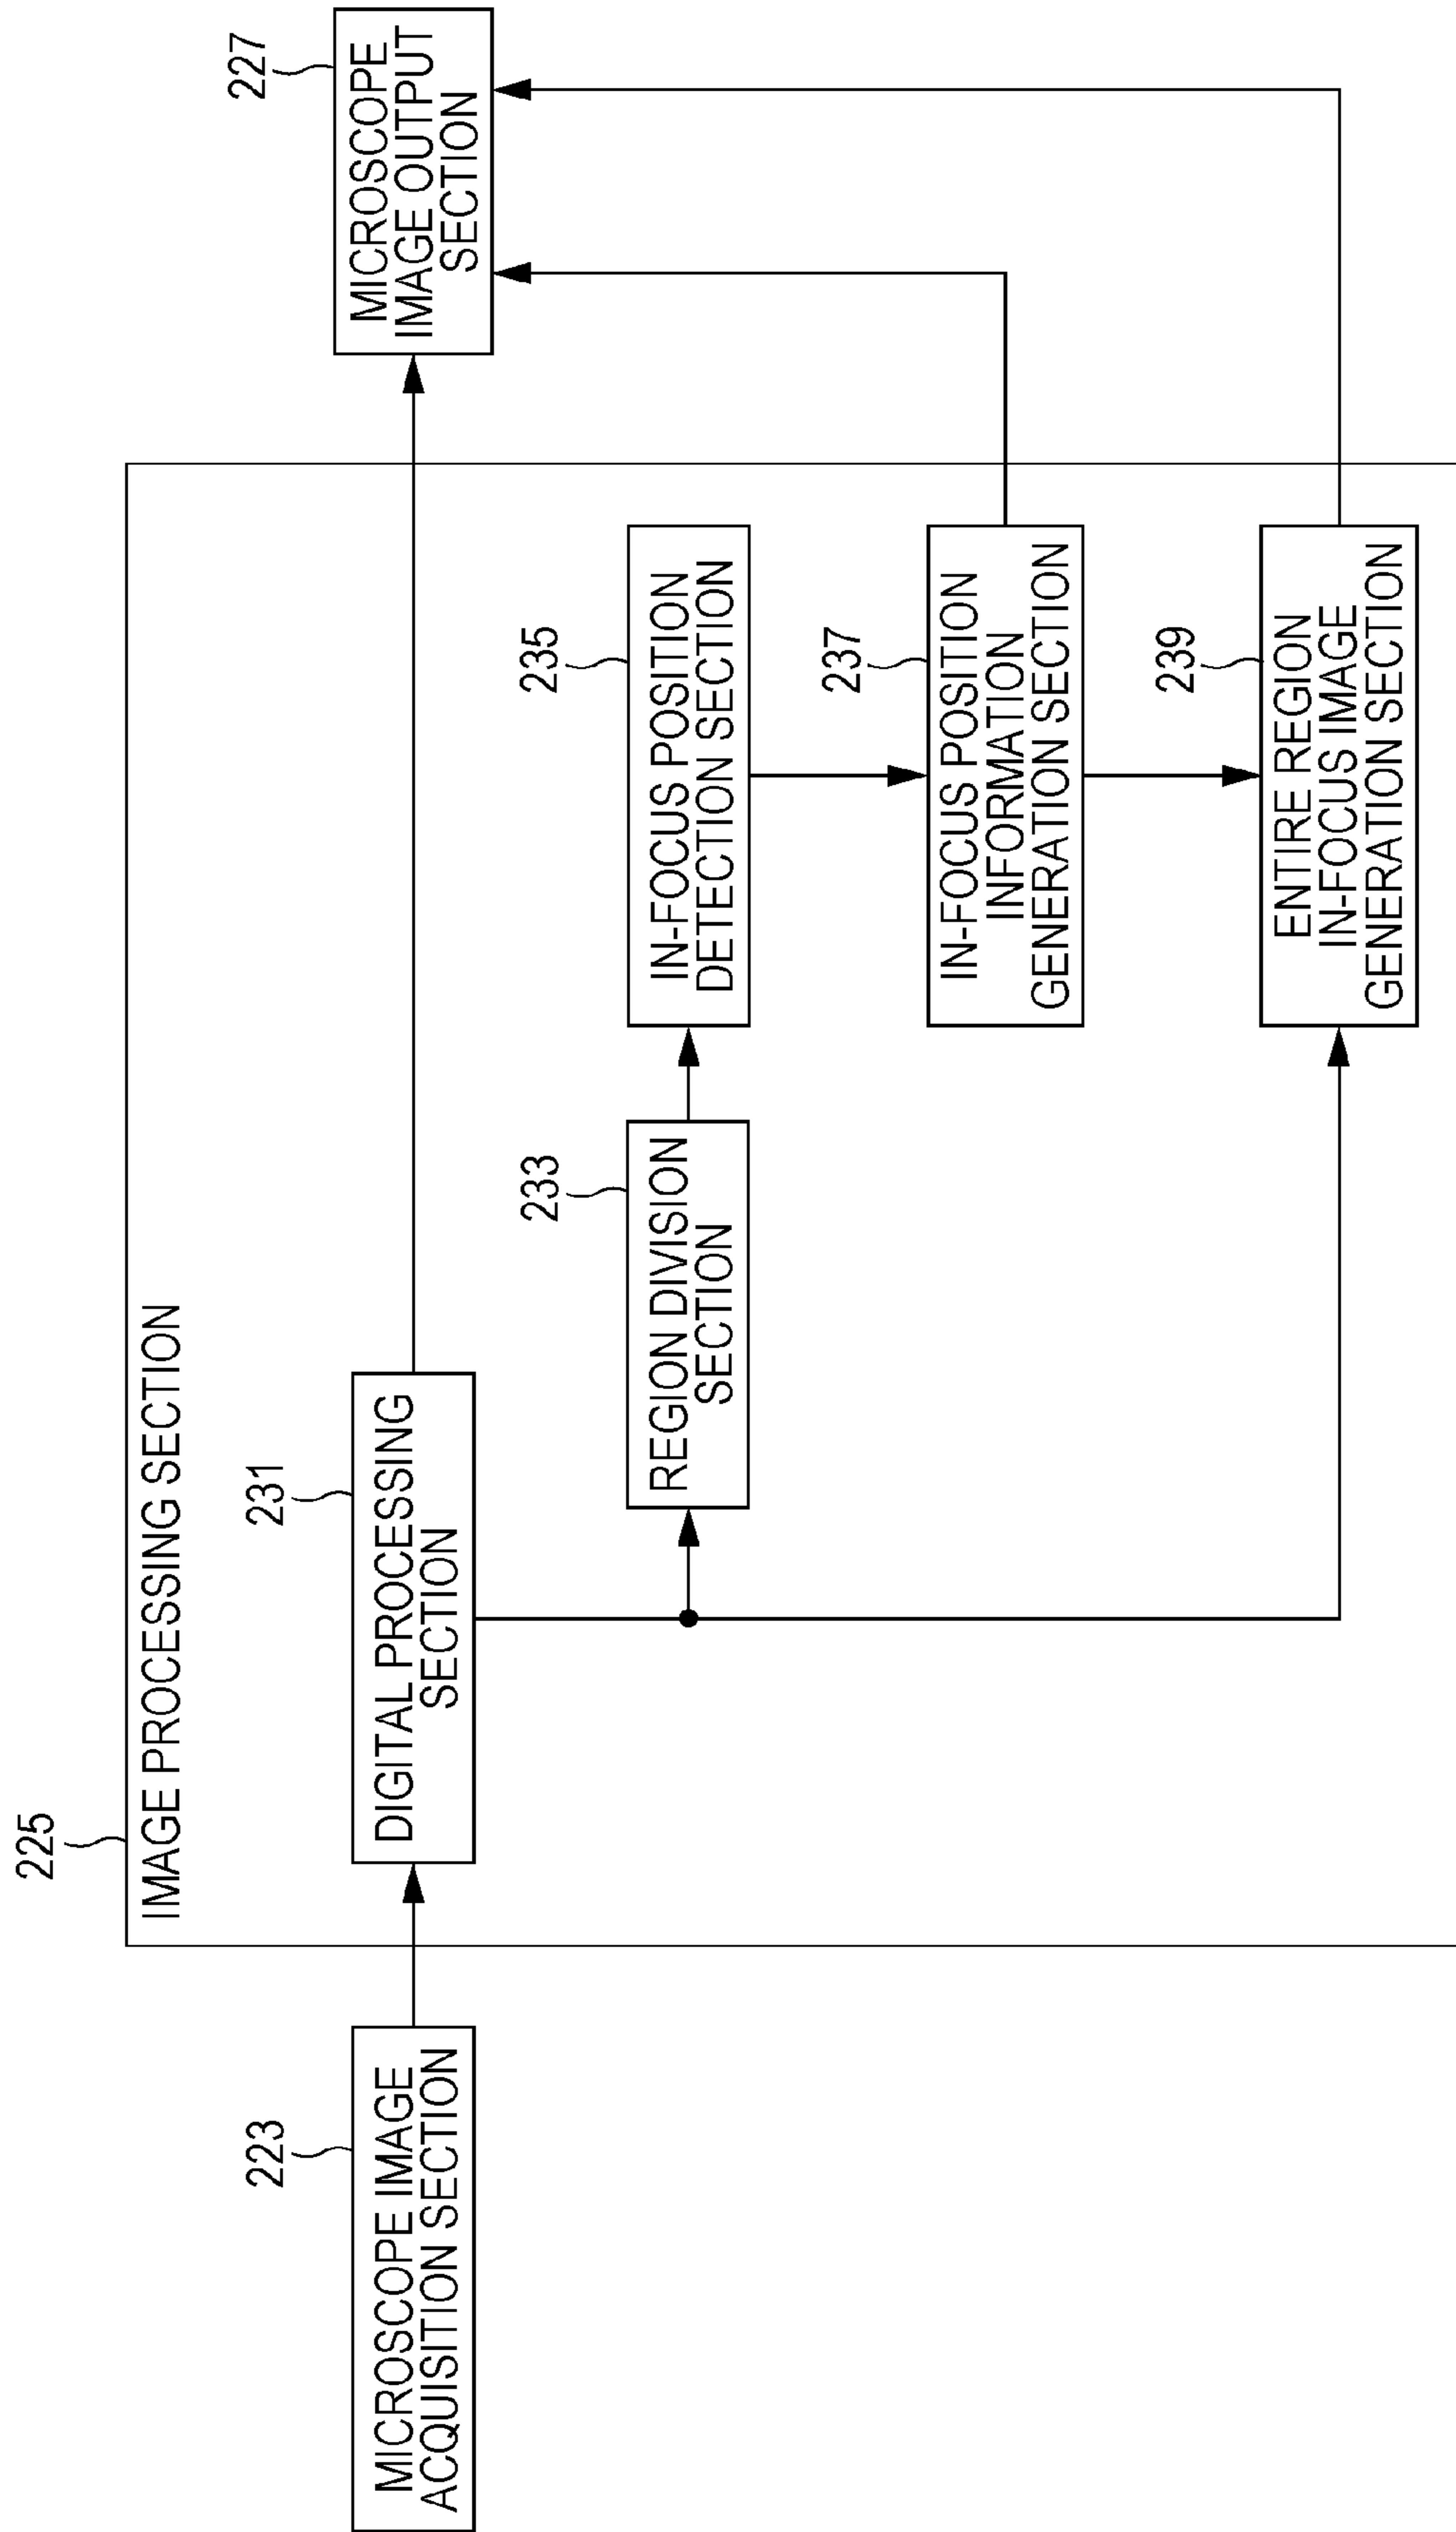 225
IMAGE PROCESSING SECTION
223
MICROSCOPE IMAGE
ACQUISITION SECTION
231
DIGITAL PROCESSING
SECTION
227
MICROSCOPE
IMAGE OUTPUT
SECTION
233
REGION DIVISION
SECTION
235
IN-FOCUS POSITION
DETECTION SECTION
237
IN-FOCUS POSITION
INFORMATION
GENERATION SECTION
239
ENTIRE REGION
IN-FOCUS IMAGE
GENERATION SECTION